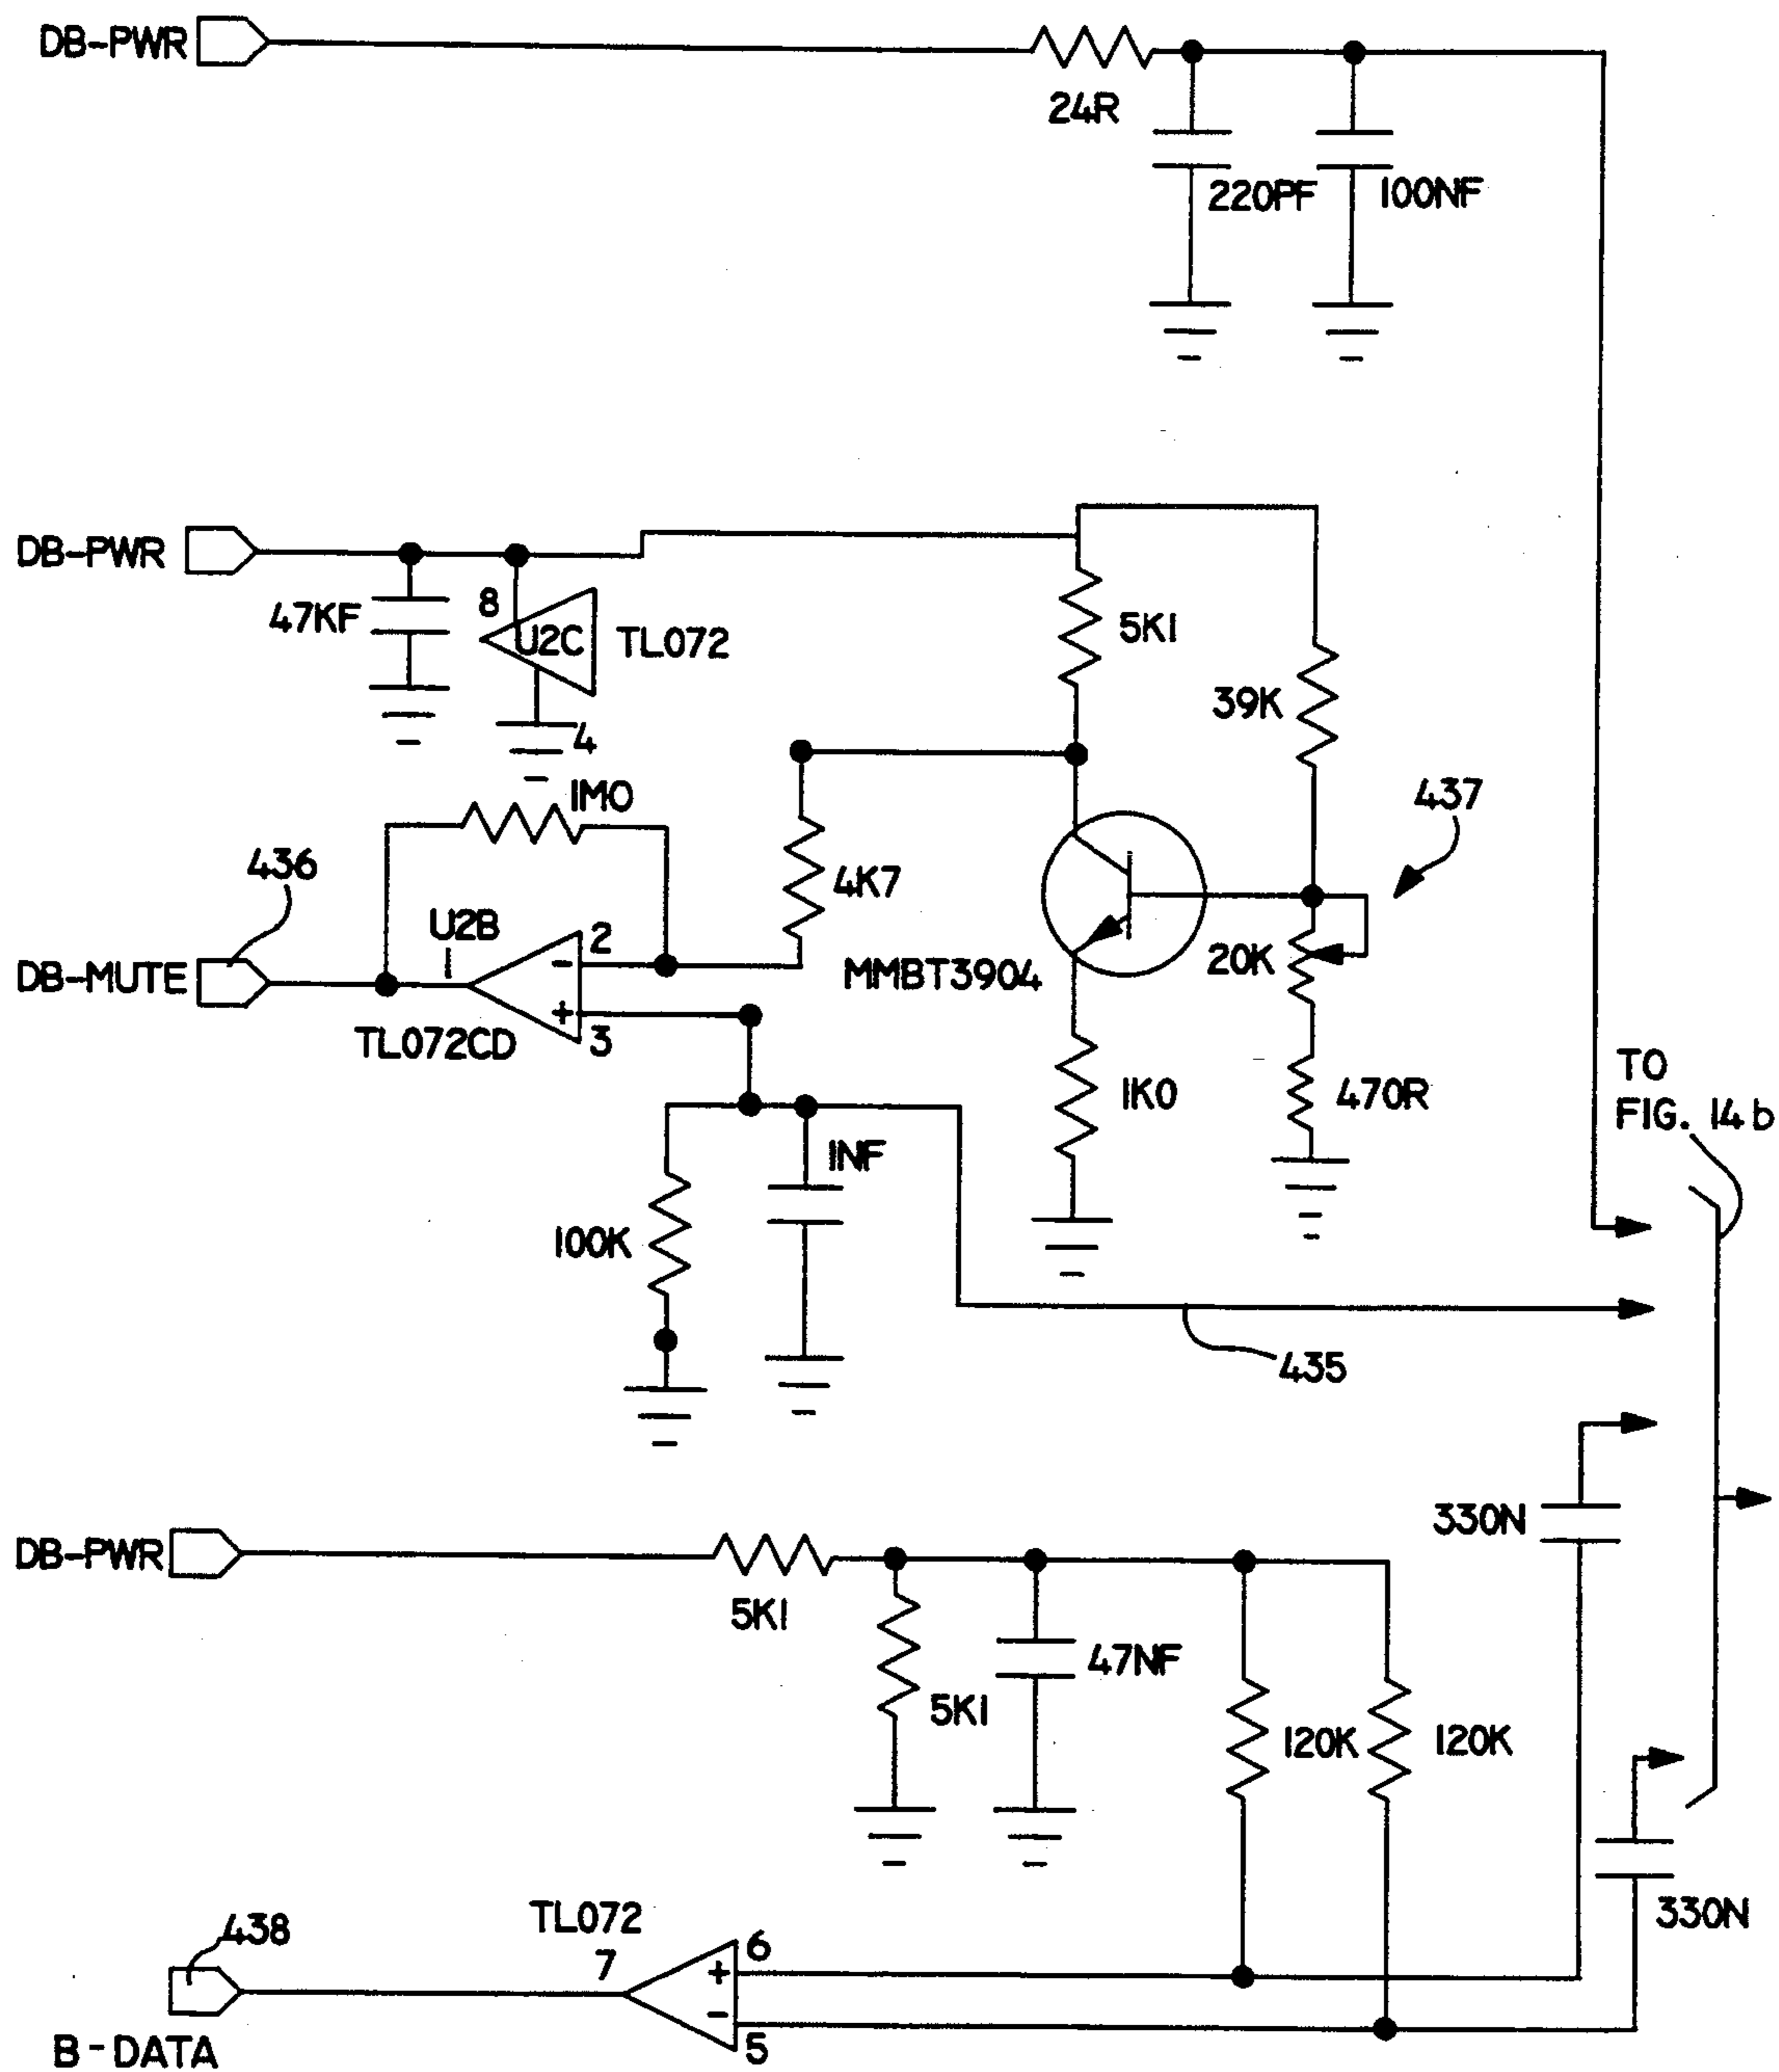 DB-PWR
24R
220PF
100NF
DB-PWR
47KF
8
U2C
TL072
4
5K1
39K
437
1M0
436
4K7
U2B
1
2
-
+
3
DB-MUTE
TL072CD
MMBT3904
20K
1K0
470R
TO
FIG. 14b
100K
1NF
435
DB-PWR
5K1
5K1
47NF
120K
120K
330N
330N
438
TL072
7
6
+
-
5
B-DATA